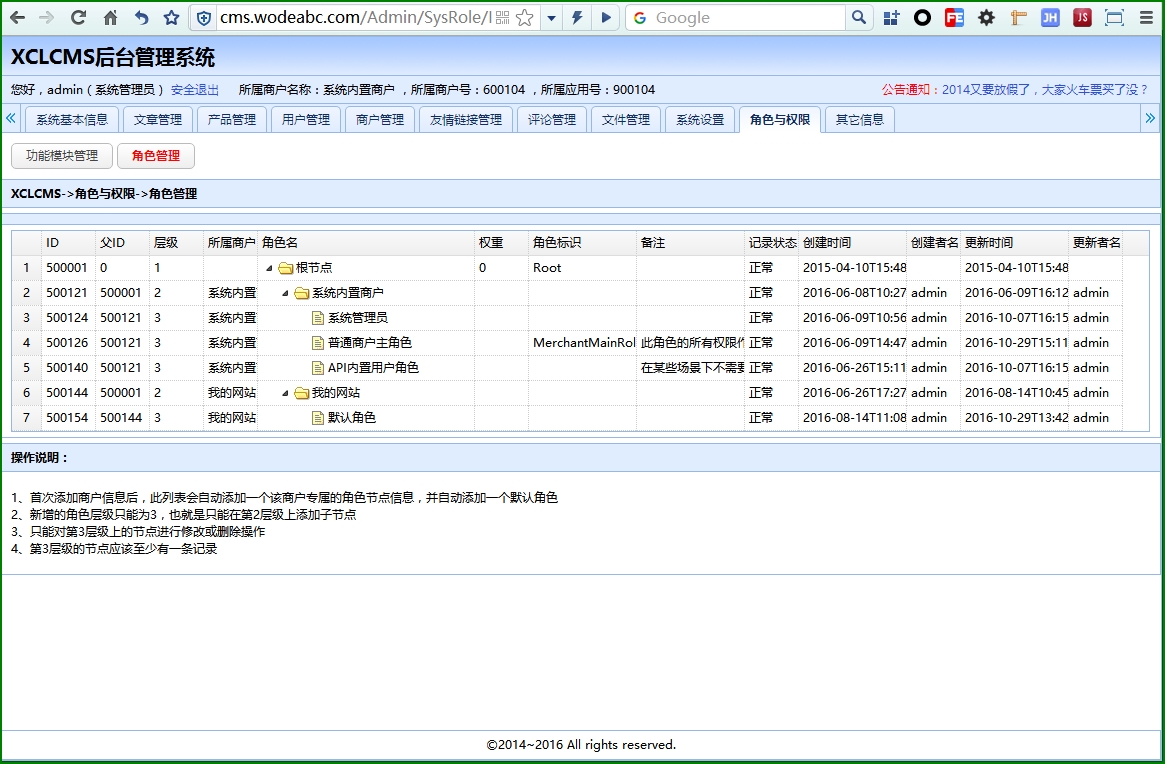 cms.wodeabc.com/Admin/SysRole/I
Google
XCLCMS后台管理系统
您好，admin（系统管理员） 安全退出 所属商户名称：系统内置商户 ，所属商户号：600104 ，所属应用号：900104 公告通知：2014又要放假了，大家火车票买了没？
系统基本信息 文章管理 产品管理 用户管理 商户管理 友情链接管理 评论管理 文件管理 系统设置 角色与权限 其它信息
功能模块管理 角色管理
XCLCMS->角色与权限->角色管理
ID 父ID 层级 所属商户 角色名 权重 角色标识 备注 记录状态 创建时间 创建者名 更新时间 更新者名
1 500001 0 1 根节点 0 Root 正常 2015-04-10T15:48 2015-04-10T15:48
2 500121 500001 2 系统内置 系统内置商户 正常 2016-06-08T10:27 admin 2016-06-09T16:12 admin
3 500124 500121 3 系统内置 系统管理员 正常 2016-06-09T10:56 admin 2016-10-07T16:15 admin
4 500126 500121 3 系统内置 普通商户主角色 MerchantMainRol 此角色的所有权限作 正常 2016-06-09T14:47 admin 2016-10-29T15:11 admin
5 500140 500121 3 系统内置 API内置用户角色 在某些场景下不需要 正常 2016-06-26T15:11 admin 2016-10-07T16:15 admin
6 500144 500001 2 我的网站 我的网站 正常 2016-06-26T17:27 admin 2016-08-14T10:45 admin
7 500154 500144 3 我的网站 默认角色 正常 2016-08-14T11:08 admin 2016-10-29T13:42 admin
操作说明：
1、首次添加商户信息后，此列表会自动添加一个该商户专属的角色节点信息，并自动添加一个默认角色
2、新增的角色层级只能为3，也就是只能在第2层级上添加子节点
3、只能对第3层级上的节点进行修改或删除操作
4、第3层级的节点应该至少有一条记录
©2014~2016 All rights reserved.